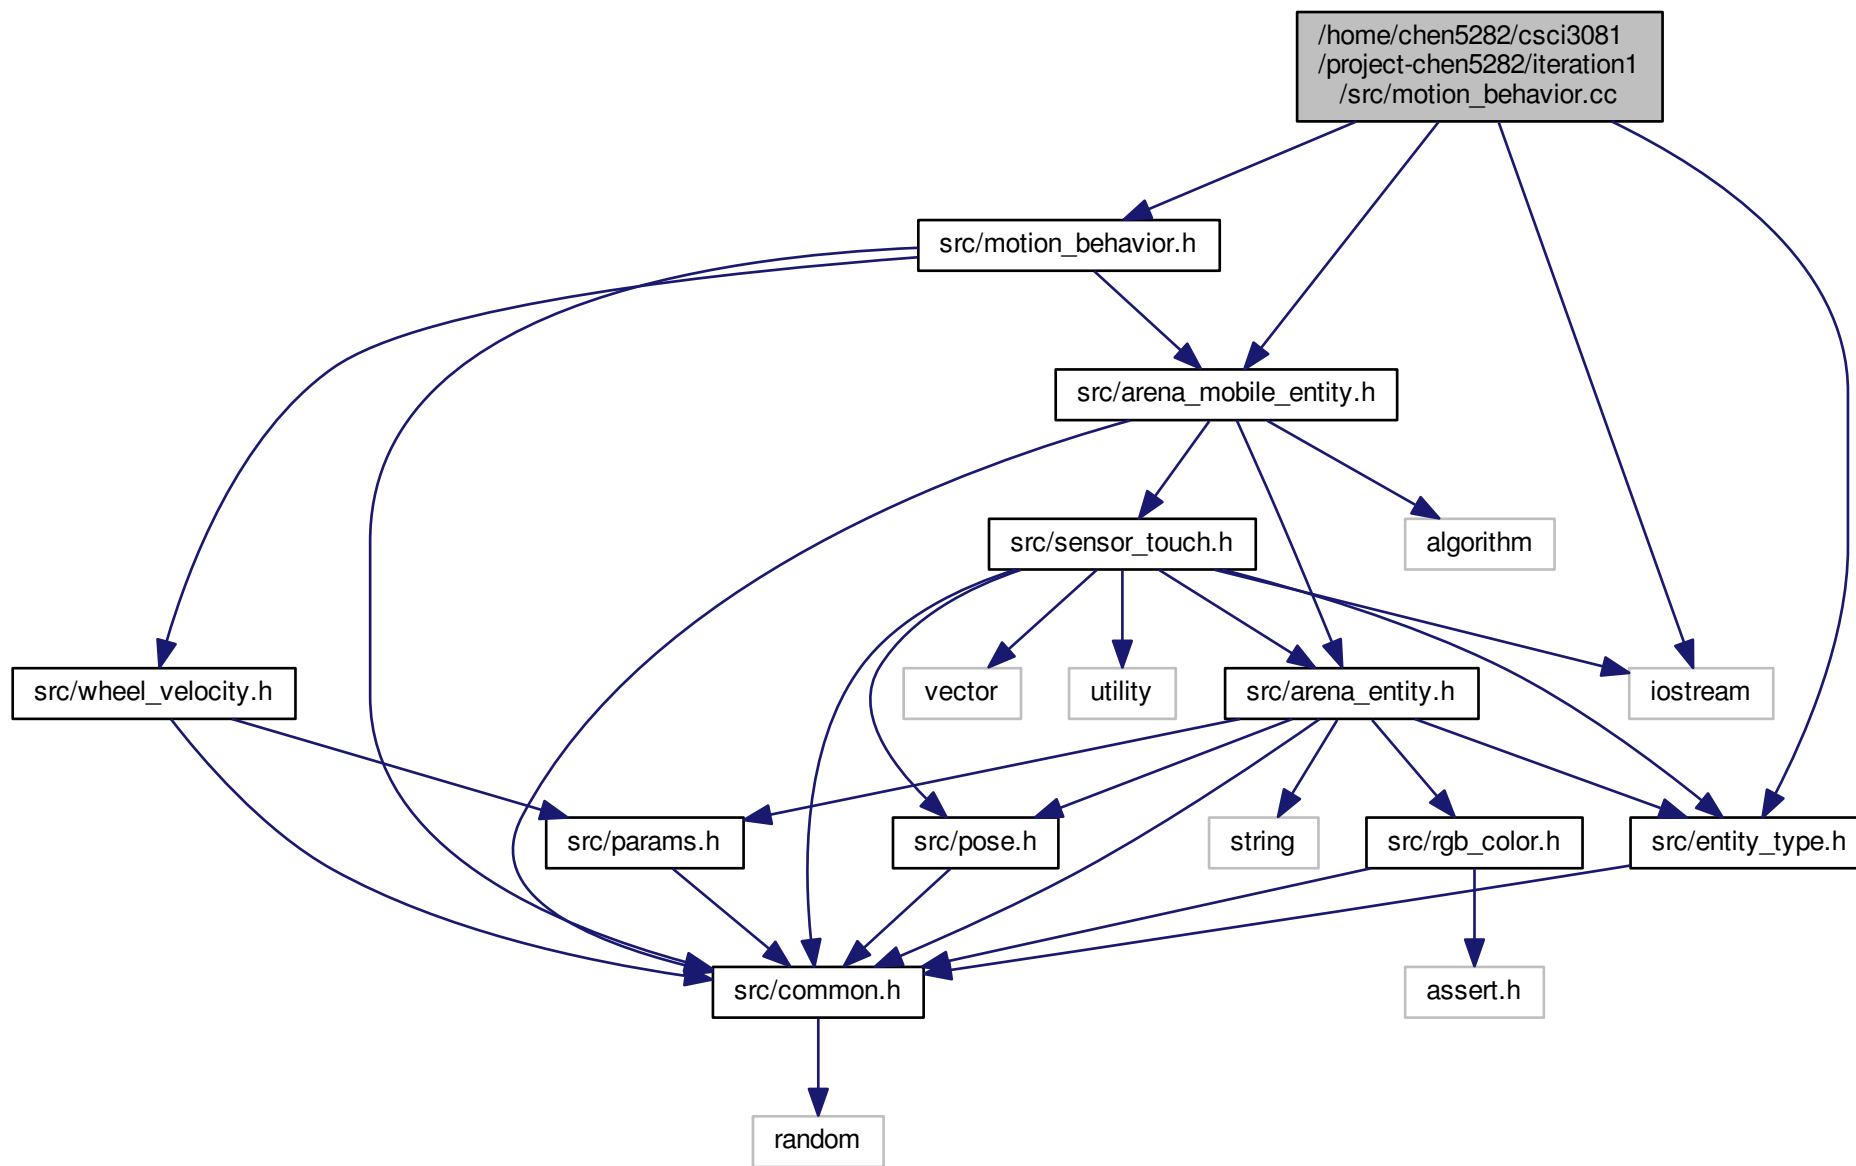 /home/chen5282/csci3081
/project-chen5282/iteration1
/src/motion_behavior.cc
src/motion_behavior.h
src/arena_mobile_entity.h
src/sensor_touch.h
algorithm
src/wheel_velocity.h
vector
utility
src/arena_entity.h
iostream
src/params.h
src/pose.h
string
src/rgb_color.h
src/entity_type.h
src/common.h
assert.h
random